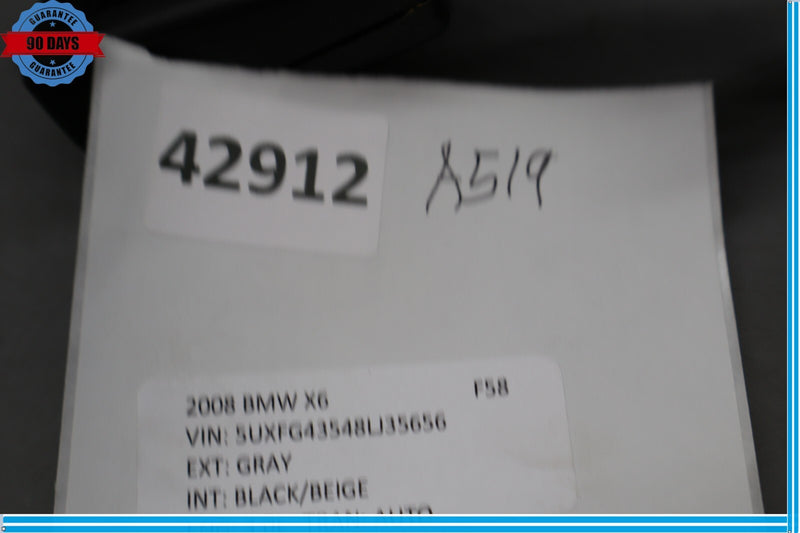 GUARANTEE
90 DAYS
GUARANTEE
42912
A519
2008 BMW X6 F58
VIN: 5UXFG43548LJ35656
EXT: GRAY
INT: BLACK/BEIGE